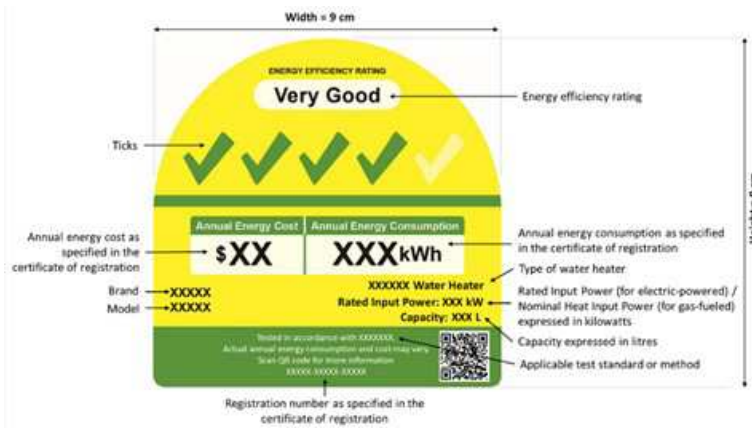 Width = 9 cm
ENERGY EFFICIENCY RATING
Very Good
Energy efficiency rating
Ticks
Annual Energy Cost
Annual Energy Consumption
$XX
XXXkWh
Annual energy cost as
specified in the
certificate of registration
Annual energy consumption as specified
in the certificate of registration
XXXXXX Water Heater
Type of water heater
Brand
XXXXX
Model
XXXXX
Rated Input Power: XXX kW
Rated Input Power (for electric-powered) /
Nominal Heat Input Power (for gas-fueled)
expressed in kilowatts
Capacity: XXX L
Capacity expressed in litres
Tested in accordance with XXXXXXX.
Actual annual energy consumption and cost may vary.
Scan QR code for more information
XXXXX-XXXXX-XXXXX
Applicable test standard or method
Registration number as specified in the
certificate of registration